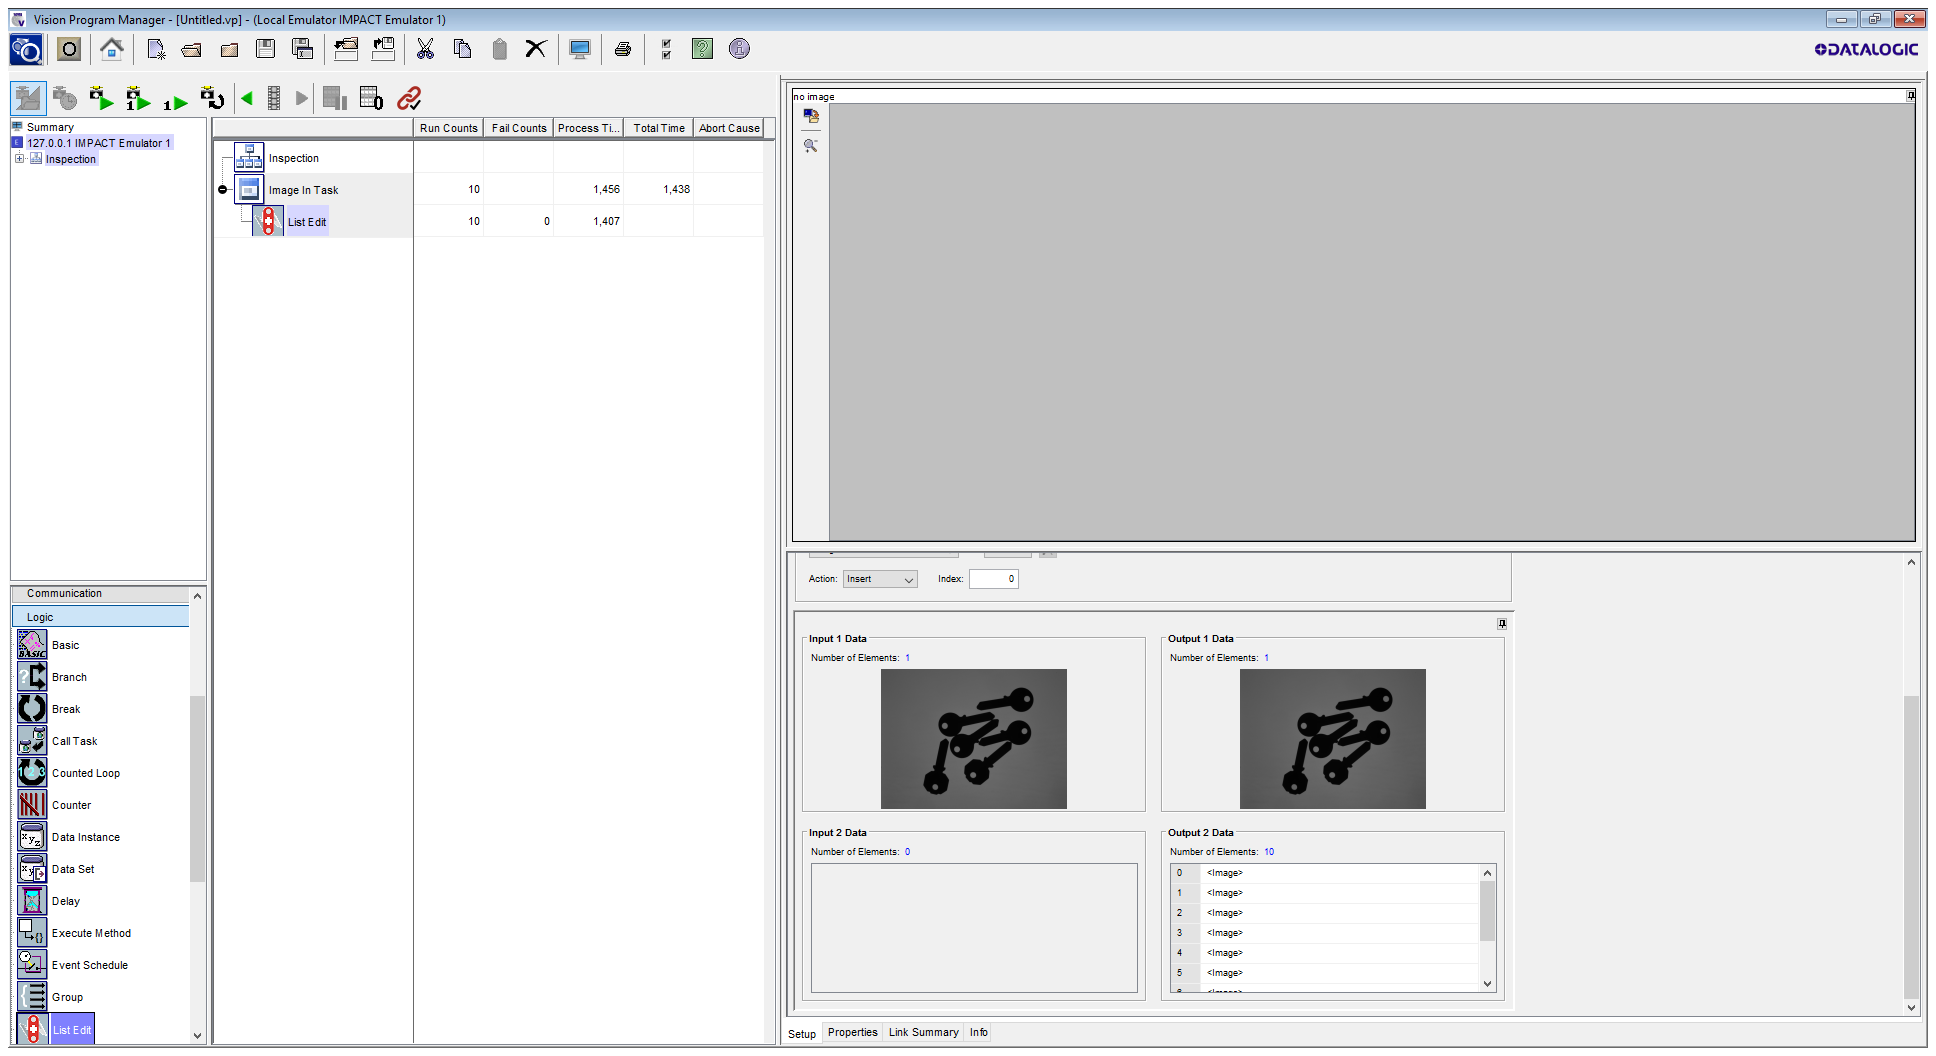 Vision Program Manager - [Untitled.vp] - (Local Emulator IMPACT Emulator 1)
DATALOGIC
Summary
127.0.0.1 IMPACT Emulator 1
Inspection
Run Counts Fail Counts Process Ti... Total Time Abort Cause
Inspection
Image In Task 10 1,456 1,438
List Edit 10 0 1,407
Communication
Logic
Basic
Branch
Break
Call Task
Counted Loop
Counter
Data Instance
Data Set
Delay
Execute Method
Event Schedule
Group
List Edit
no image
Action: Insert Index: 0
Input 1 Data
Number of Elements: 1
Output 1 Data
Number of Elements: 1
Input 2 Data
Number of Elements: 0
Output 2 Data
Number of Elements: 10
0 <Image>
1 <Image>
2 <Image>
3 <Image>
4 <Image>
5 <Image>
Setup Properties Link Summary Info